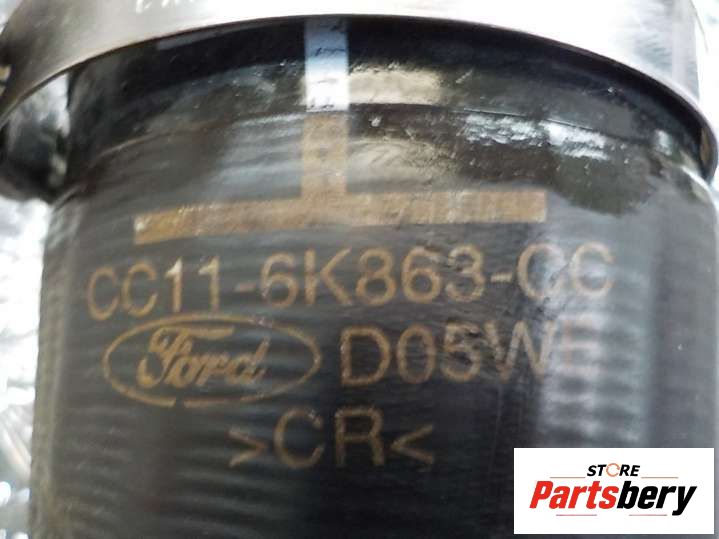 CC11-6K863-CC
Ford D05WE
>CR<
STORE
Partsbery